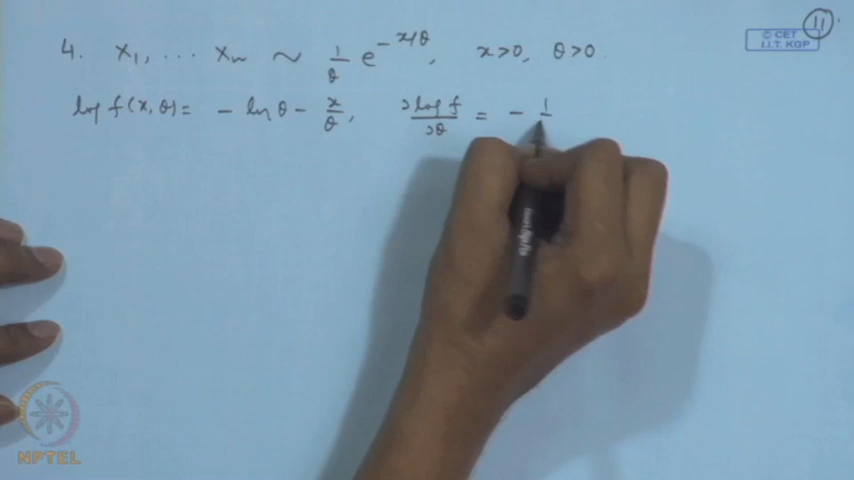 11
© CET
I.I.T. KGP
4. X₁, ⋯ Xₙ ~ 1/θ e^{-x/θ}, x>0, θ>0.
log f(x,θ) = - ln θ - x/θ, ∂ log f/∂θ = - 1
NPTEL